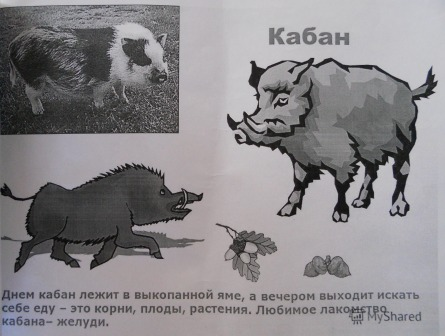 Кабан
Днем кабан лежит в выкопанной яме, а вечером выходит искать
себе еду – это корни, плоды, растения. Любимое лакомство
кабана– желуди.
MyShared